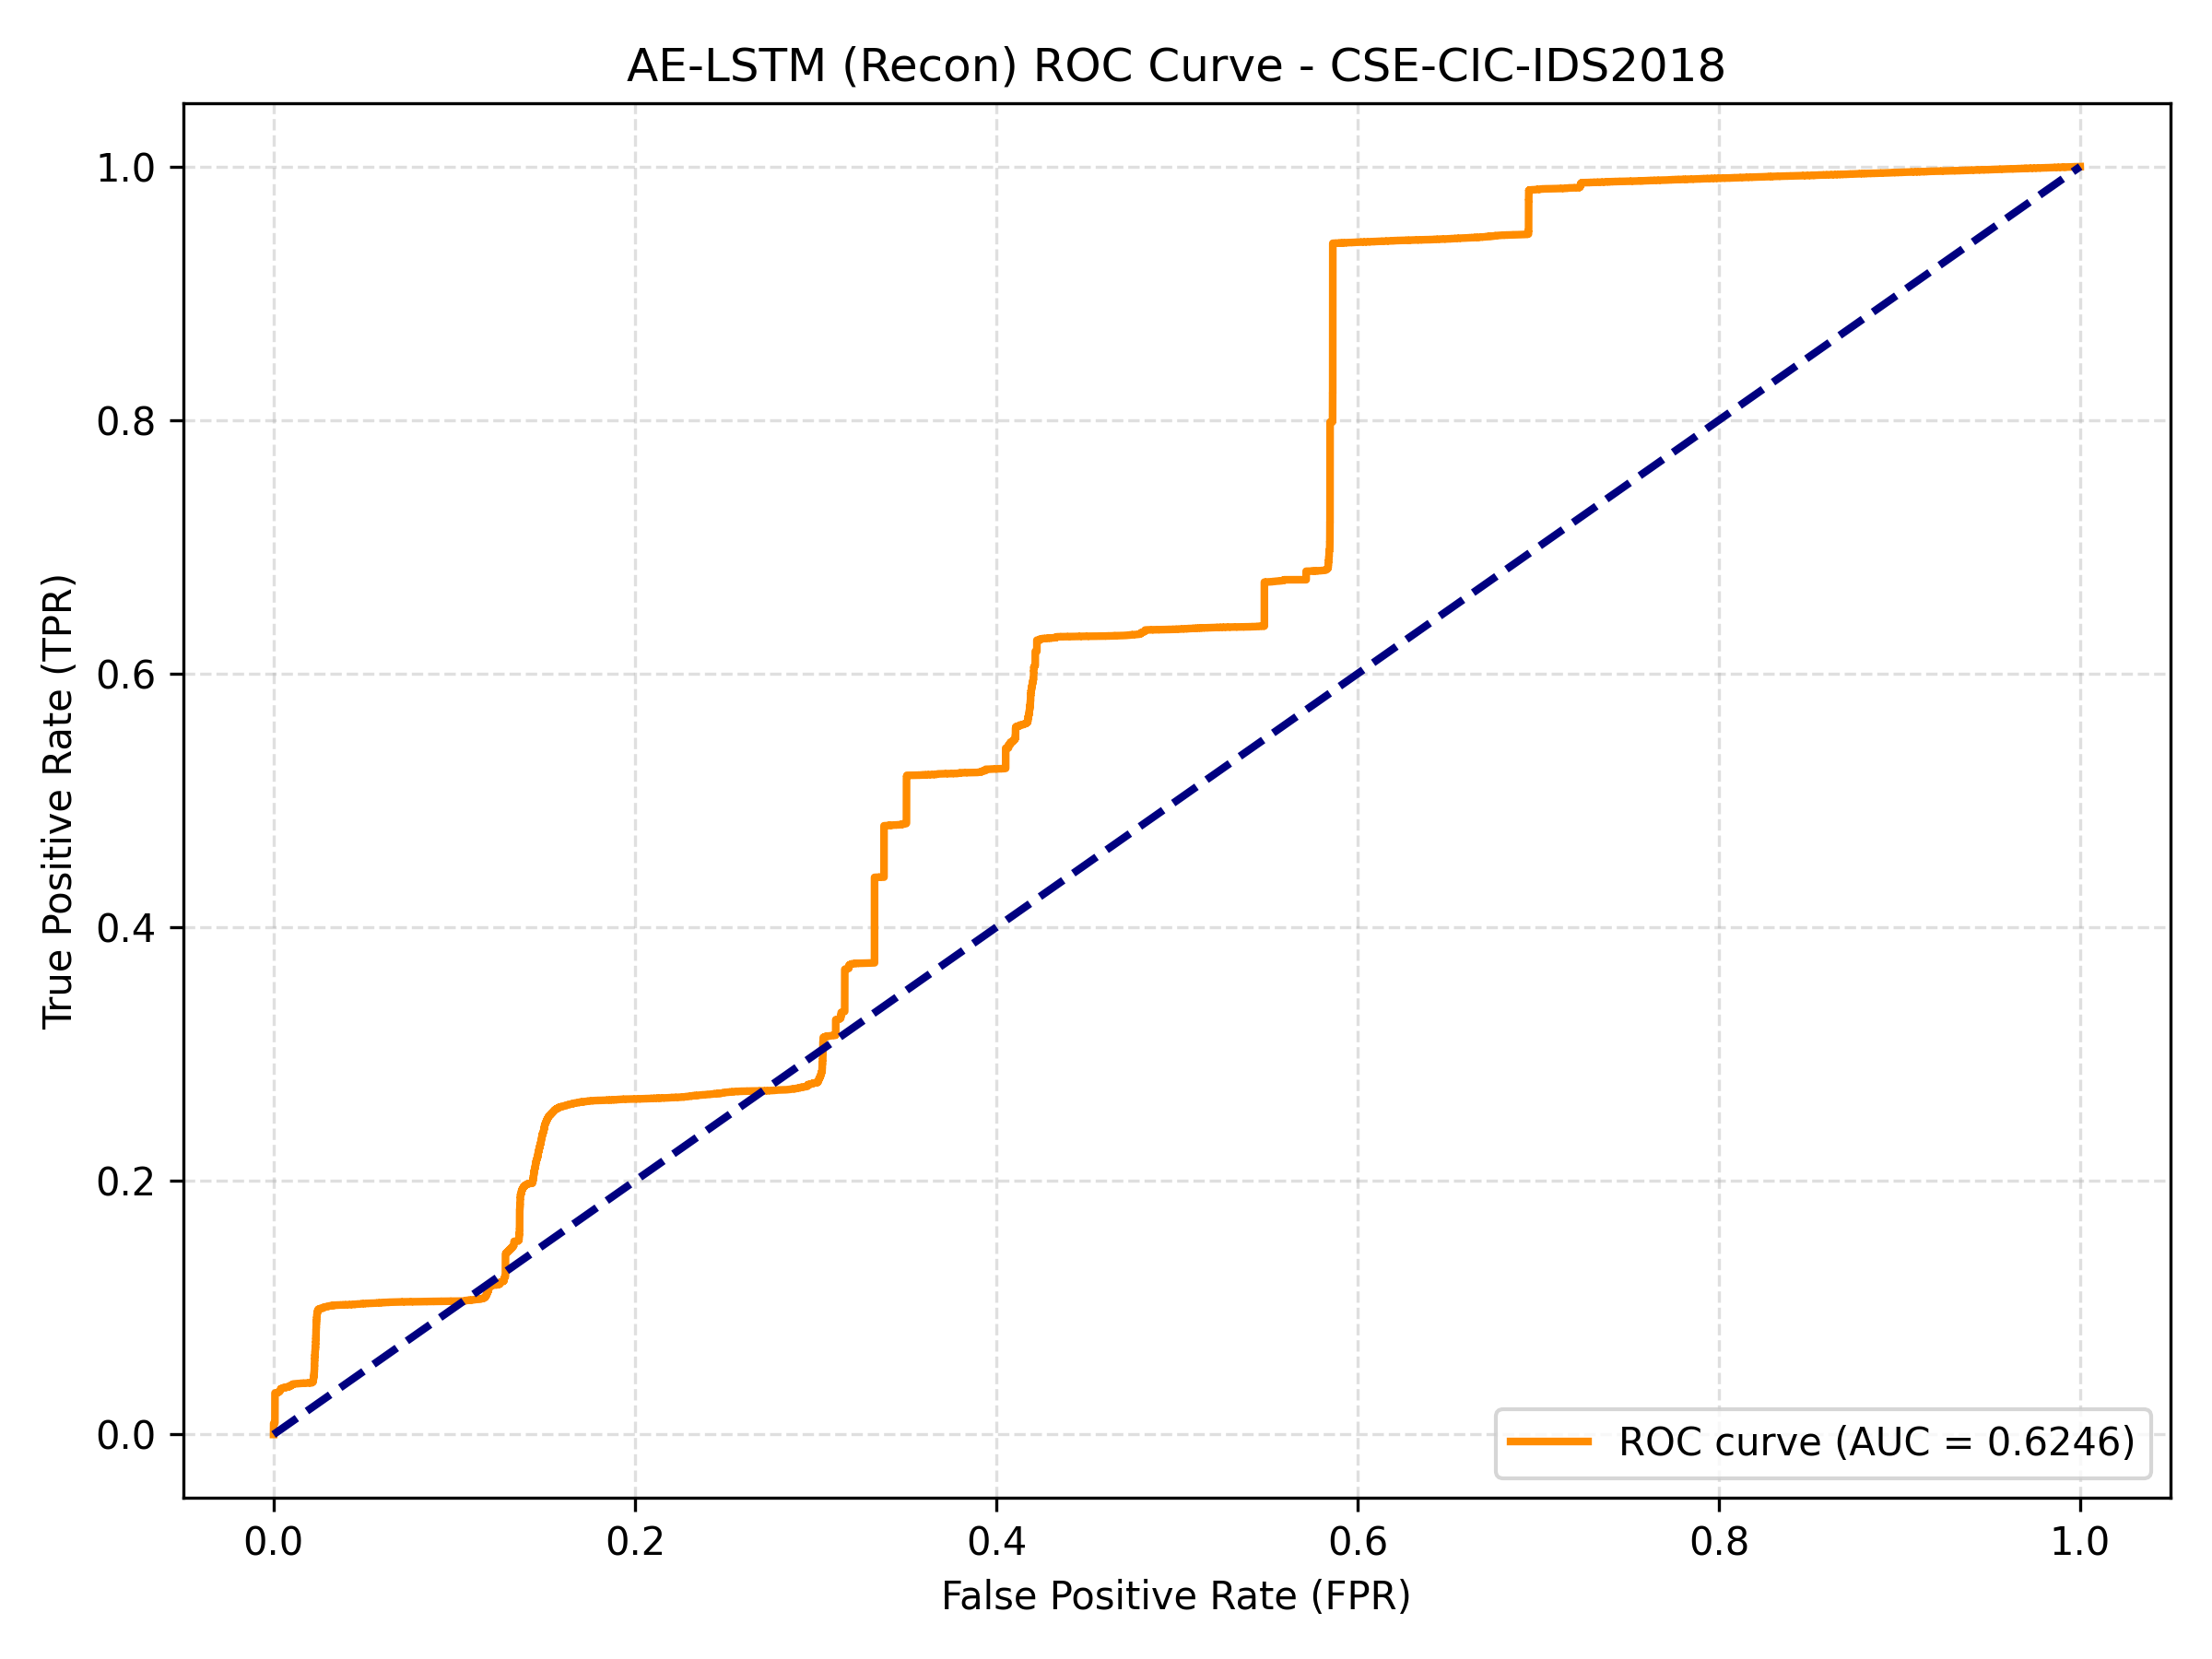 AE-LSTM (Recon) ROC Curve - CSE-CIC-IDS2018
True Positive Rate (TPR)
1.0
0.8
0.6
0.4
0.2
0.0
ROC curve (AUC = 0.6246)
0.0 0.2 0.4 0.6 0.8 1.0
False Positive Rate (FPR)